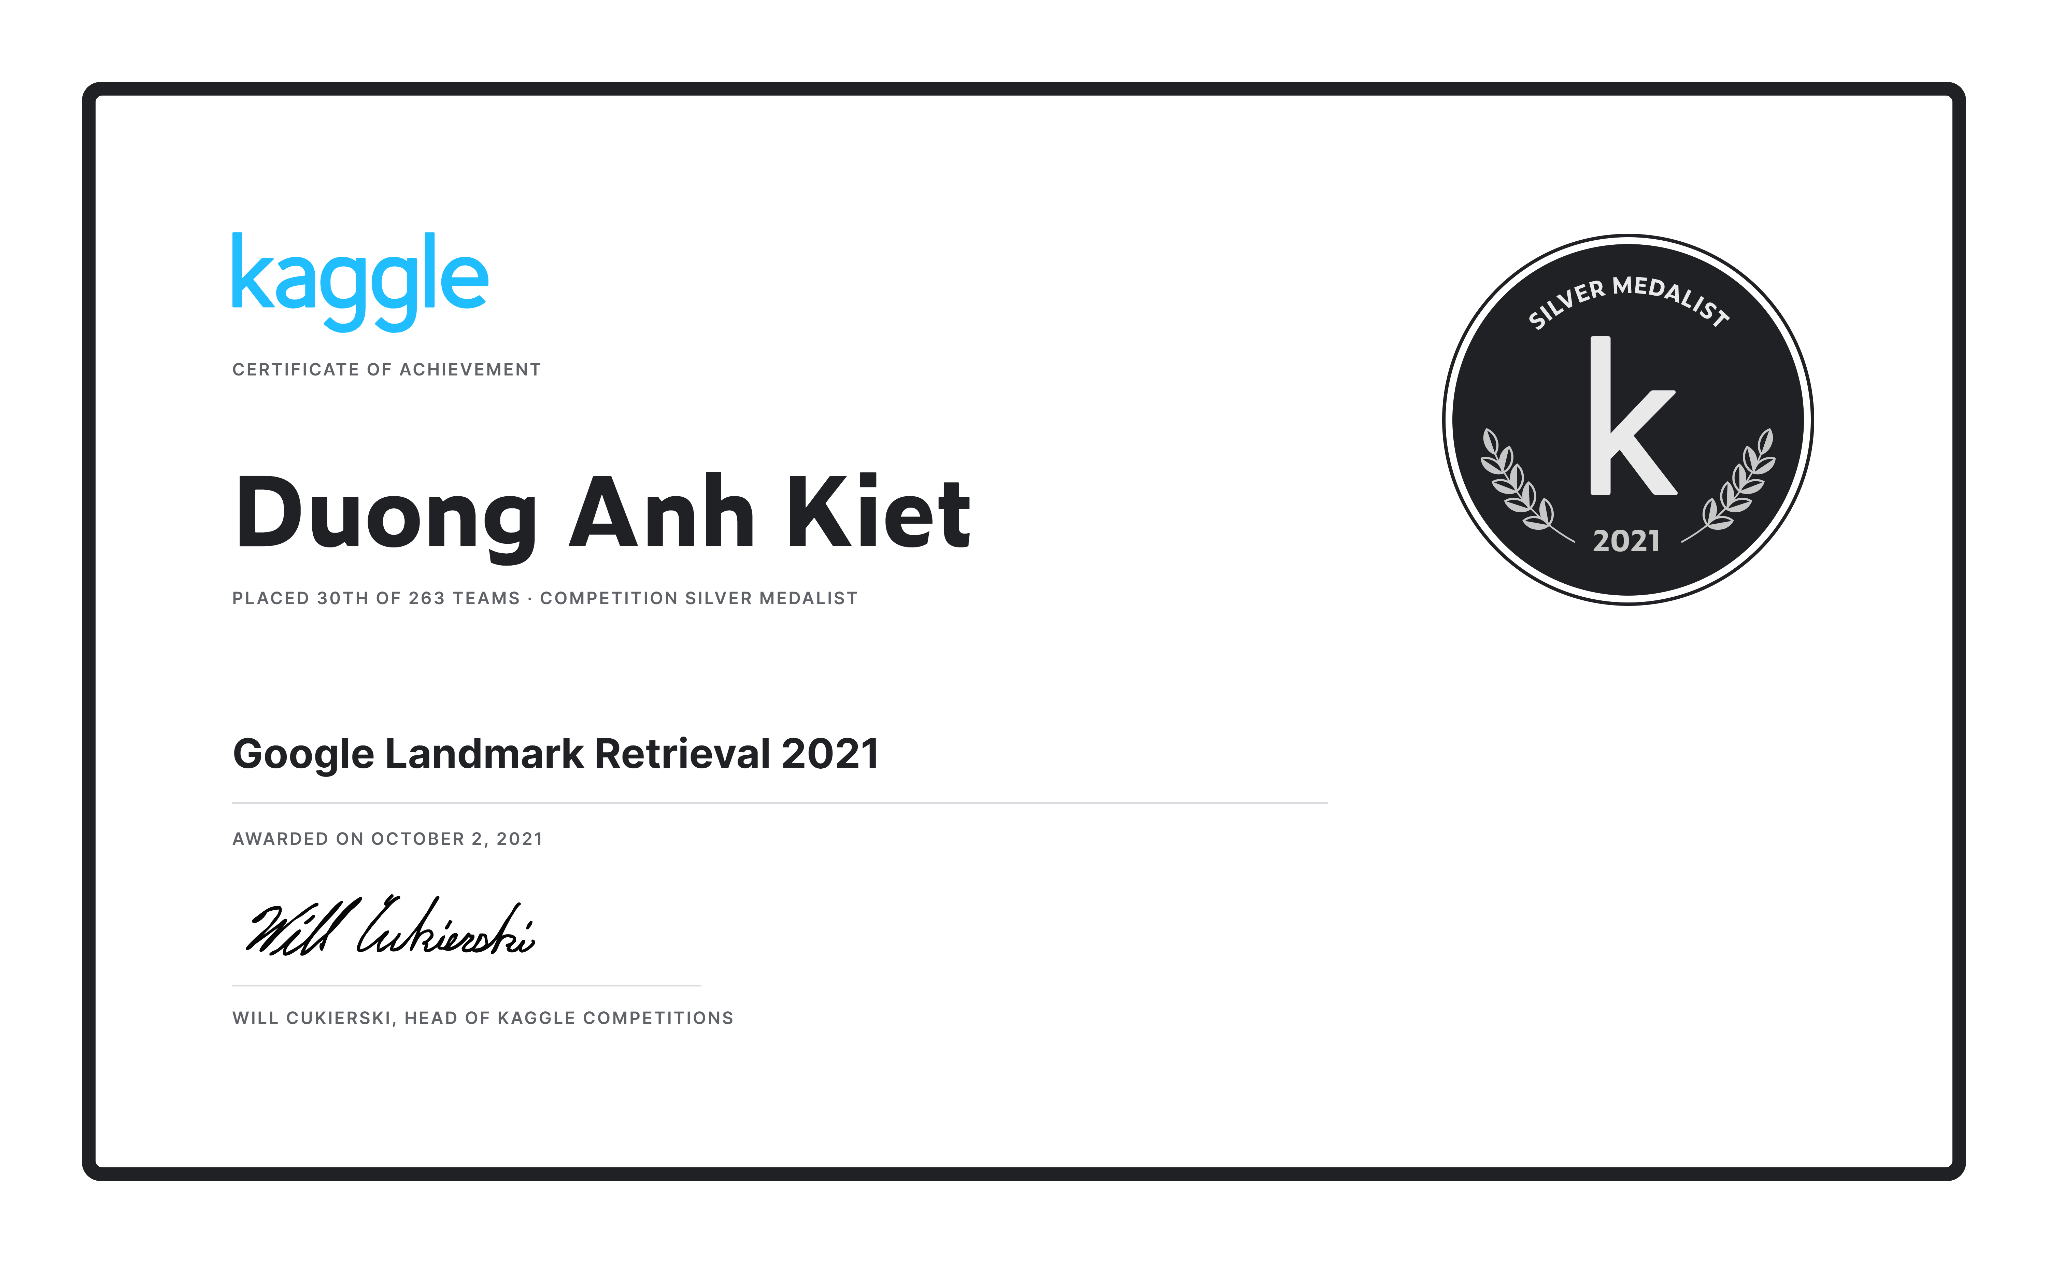 kaggle
CERTIFICATE OF ACHIEVEMENT
SILVER MEDALIST
k
2021
Duong Anh Kiet
PLACED 30TH OF 263 TEAMS · COMPETITION SILVER MEDALIST
Google Landmark Retrieval 2021
AWARDED ON OCTOBER 2, 2021
Will Cukierski
WILL CUKIERSKI, HEAD OF KAGGLE COMPETITIONS